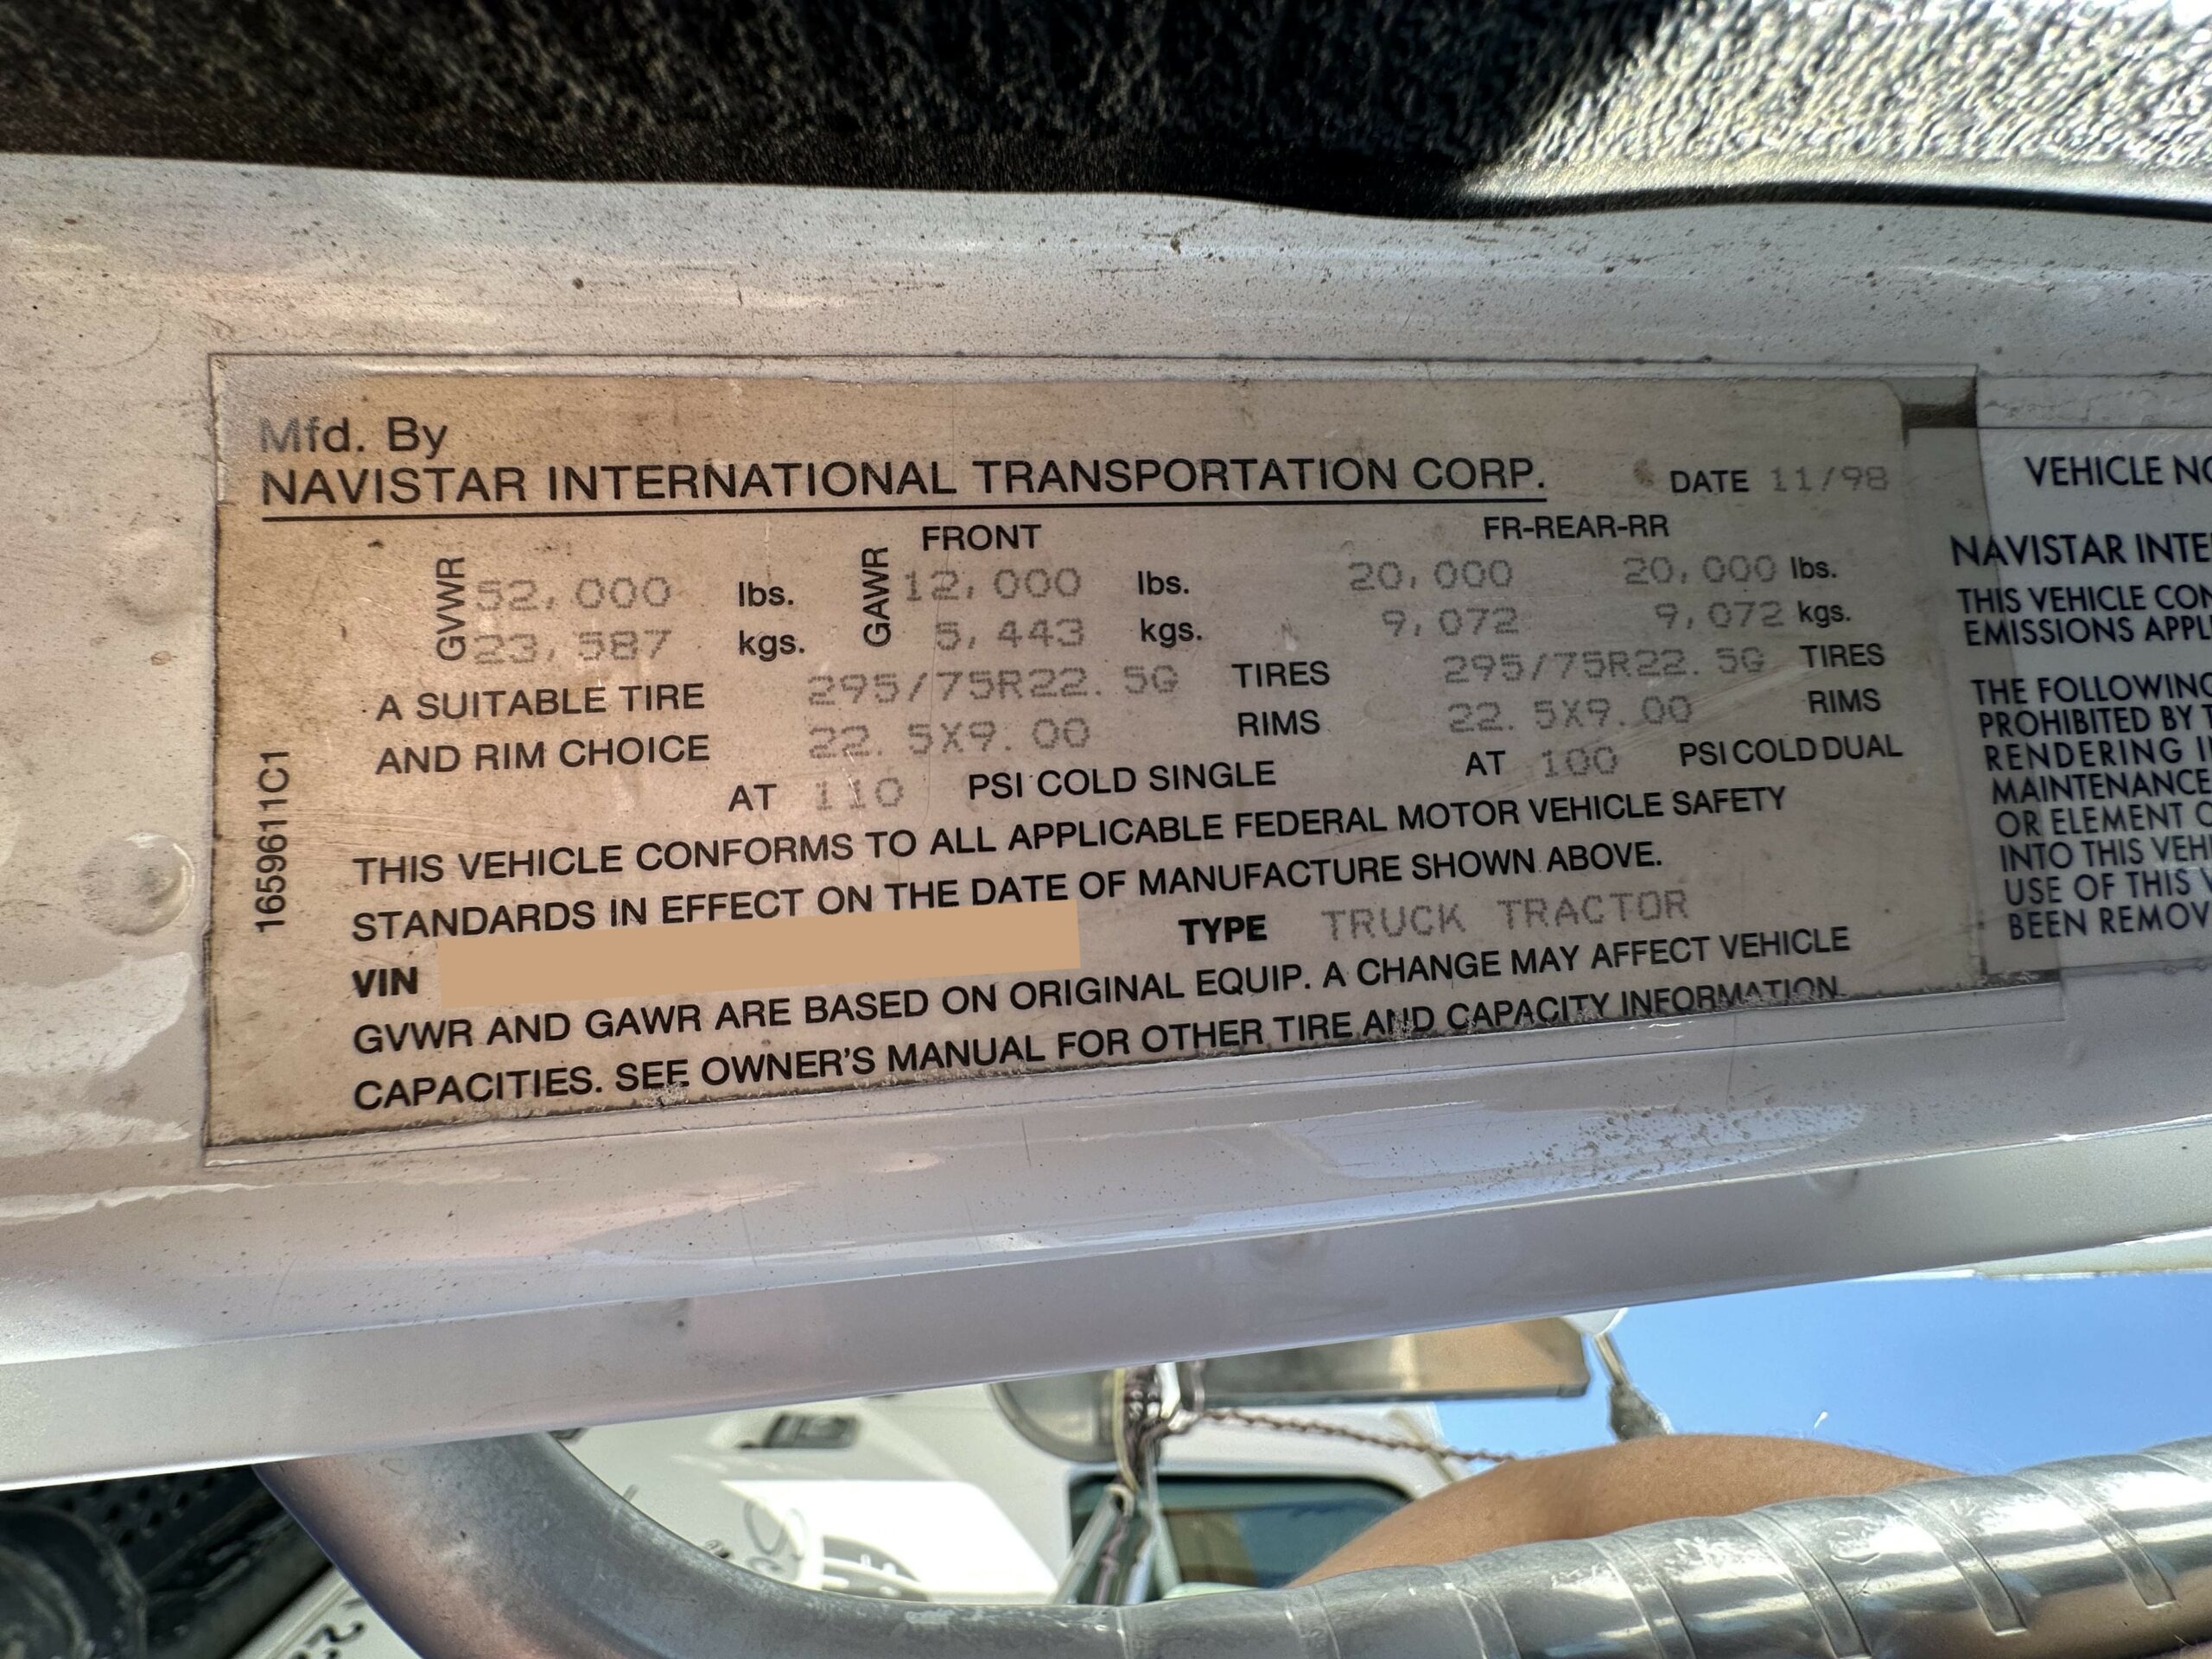 Mfd. By
NAVISTAR INTERNATIONAL TRANSPORTATION CORP. DATE 11/98
FRONT FR-REAR-RR
GVWR 52,000 lbs. GAWR 12,000 lbs. 20,000 20,000 lbs.
23,587 kgs. 5,443 kgs. 9,072 9,072 kgs.
A SUITABLE TIRE 295/75R22.5G TIRES 295/75R22.5G TIRES
AND RIM CHOICE 22.5X9.00 RIMS 22.5X9.00 RIMS
AT 110 PSI COLD SINGLE AT 100 PSI COLD DUAL
THIS VEHICLE CONFORMS TO ALL APPLICABLE FEDERAL MOTOR VEHICLE SAFETY
STANDARDS IN EFFECT ON THE DATE OF MANUFACTURE SHOWN ABOVE.
VIN TYPE TRUCK TRACTOR
GVWR AND GAWR ARE BASED ON ORIGINAL EQUIP. A CHANGE MAY AFFECT VEHICLE
CAPACITIES. SEE OWNER'S MANUAL FOR OTHER TIRE AND CAPACITY INFORMATION.
1659611C1
VEHICLE NO
NAVISTAR INTE
THIS VEHICLE CON
EMISSIONS APPL
THE FOLLOWING
PROHIBITED BY T
RENDERING IN
MAINTENANCE
OR ELEMENT O
INTO THIS VEHI
USE OF THIS V
BEEN REMOV